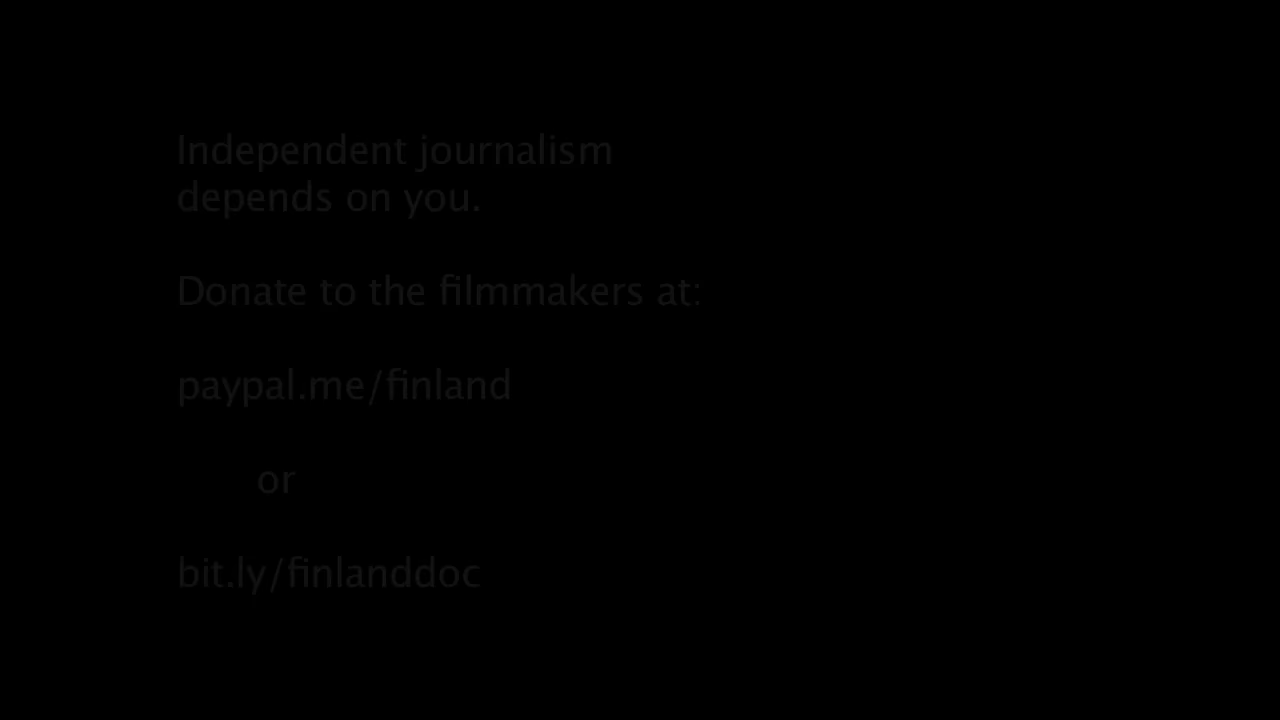 Independent journalism
depends on you.
Donate to the filmmakers at:
paypal.me/finland
or
bit.ly/finlanddoc